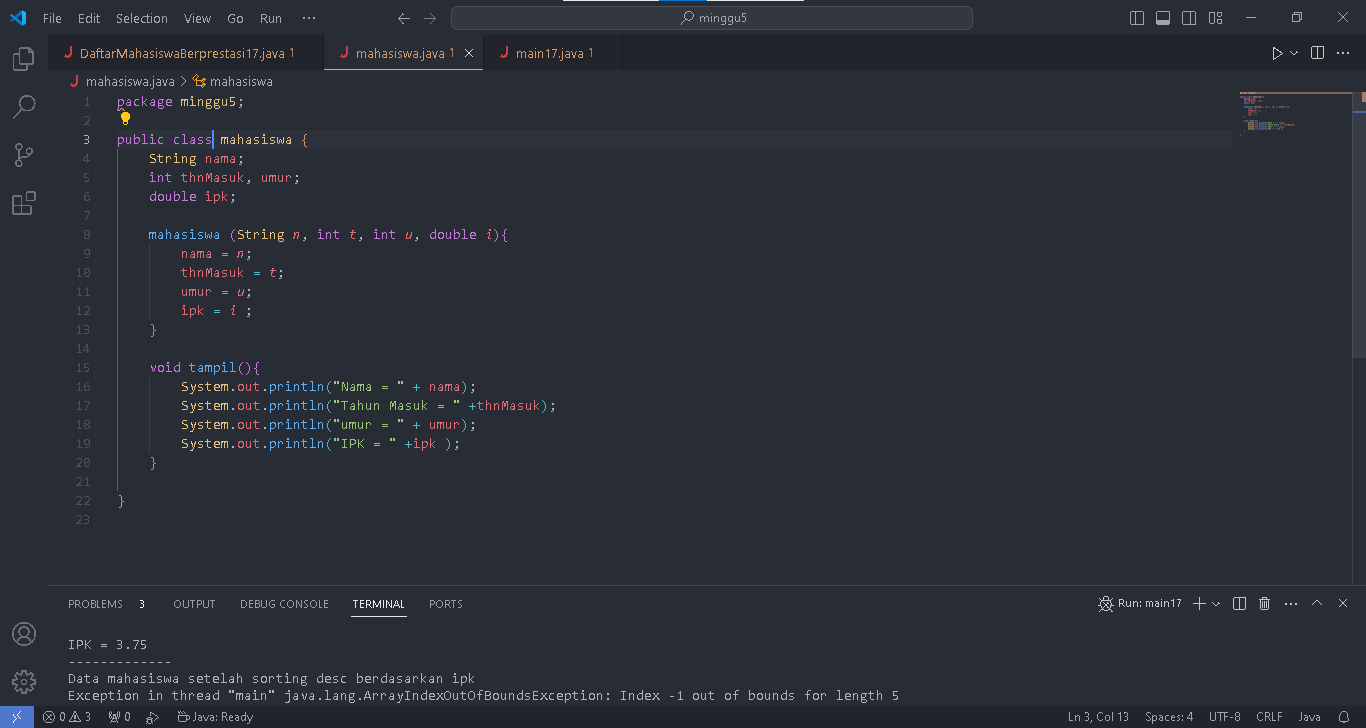 File Edit Selection View Go Run ··· minggu5
DaftarMahasiswaBerprestasi17.java 1 mahasiswa.java 1 main17.java 1
mahasiswa.java > mahasiswa
1 package minggu5;
2
3 public class mahasiswa {
4 String nama;
5 int thnMasuk, umur;
6 double ipk;
7
8 mahasiswa (String n, int t, int u, double i){
9 nama = n;
10 thnMasuk = t;
11 umur = u;
12 ipk = i ;
13 }
14
15 void tampil(){
16 System.out.println("Nama = " + nama);
17 System.out.println("Tahun Masuk = " +thnMasuk);
18 System.out.println("umur = " + umur);
19 System.out.println("IPK = " +ipk );
20 }
21
22 }
23
PROBLEMS 3 OUTPUT DEBUG CONSOLE TERMINAL PORTS Run: main17
IPK = 3.75
-------------
Data mahasiswa setelah sorting desc berdasarkan ipk
Exception in thread "main" java.lang.ArrayIndexOutOfBoundsException: Index -1 out of bounds for length 5
0 3 0 Java: Ready Ln 3, Col 13 Spaces: 4 UTF-8 CRLF Java